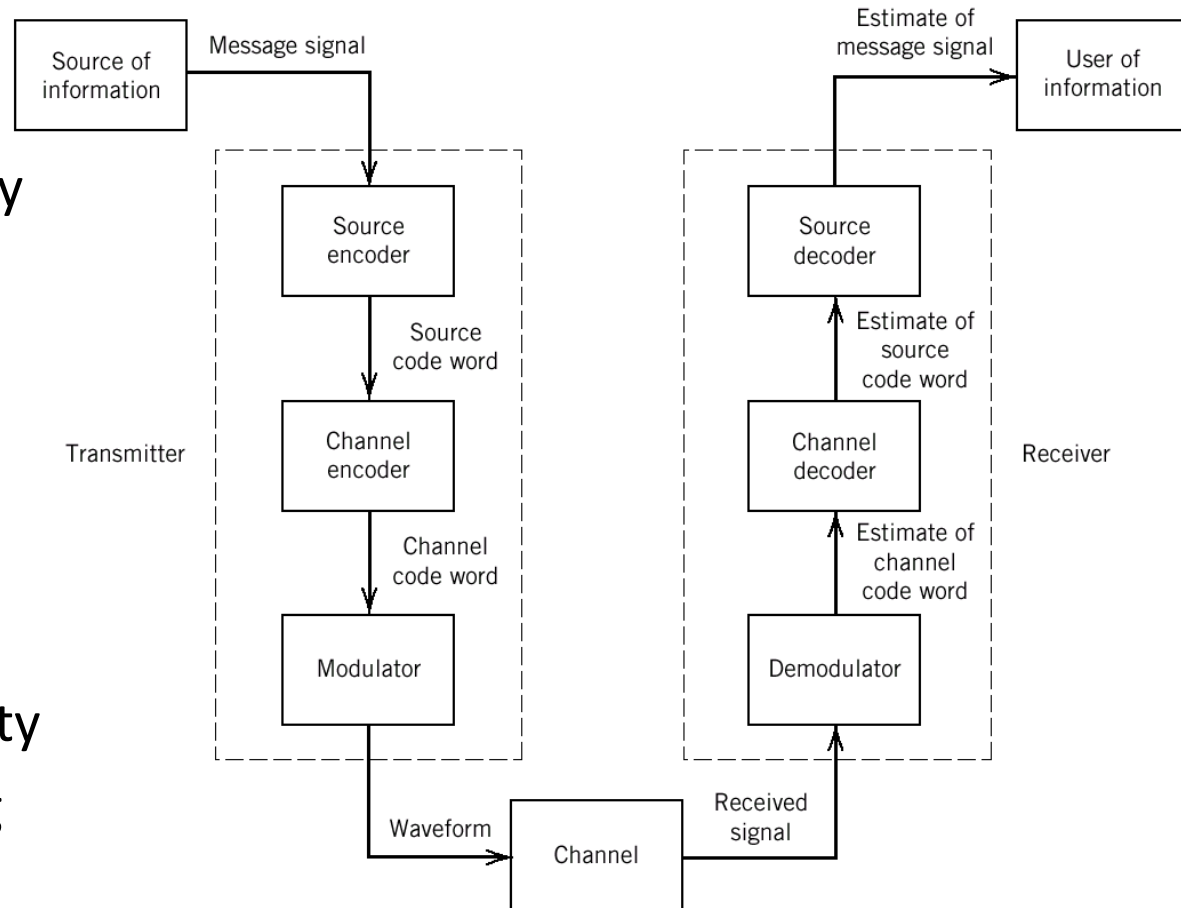 Source of
information
Message signal
Estimate of
message signal
User of
information
y
Source
encoder
Source
decoder
Source
code word
Estimate of
source
code word
Transmitter
Channel
encoder
Channel
decoder
Receiver
Channel
code word
Estimate of
channel
code word
Modulator
Demodulator
ty
Waveform
Channel
Received
signal